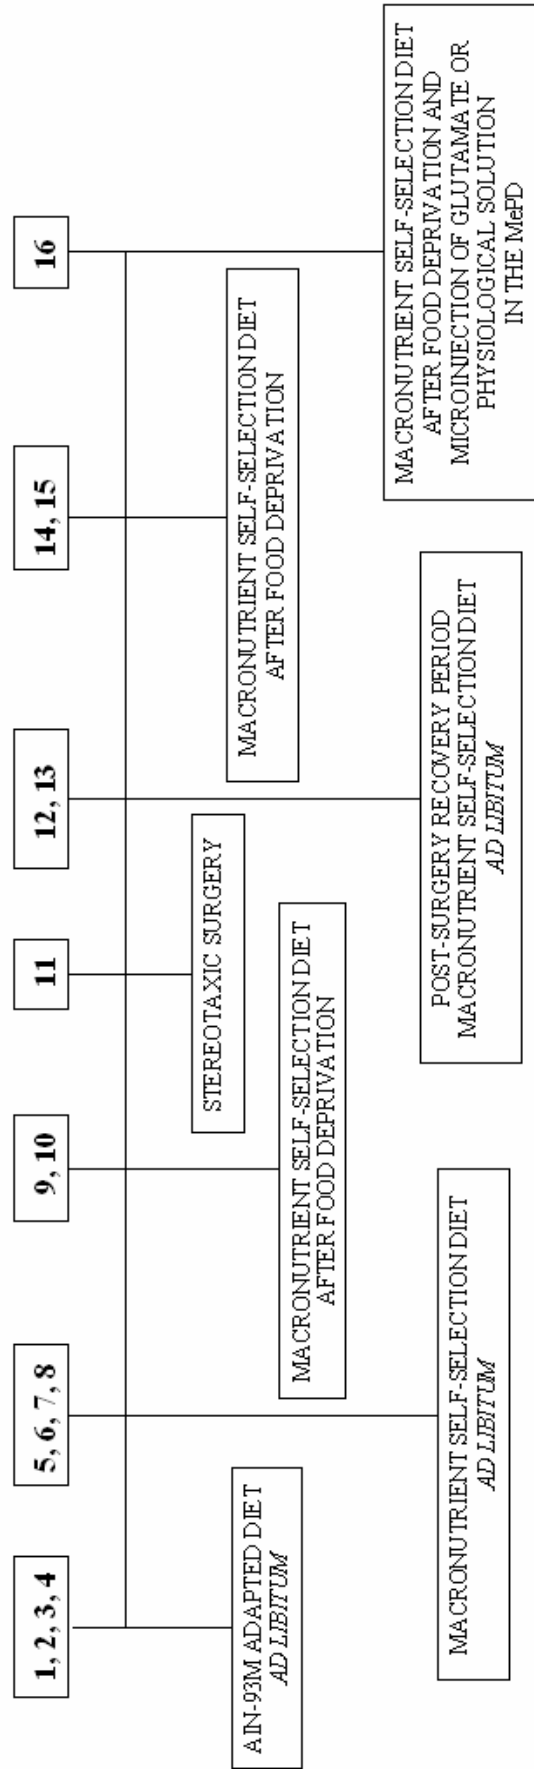 1, 2, 3, 4
AIN-93M ADAPTED DIET
AD LIBITUM
5, 6, 7, 8
MACRONUTRIENT SELF-SELECTION DIET
AD LIBITUM
9, 10
MACRONUTRIENT SELF-SELECTION DIET
AFTER FOOD DEPRIVATION
11
STEREOTAXIC SURGERY
12, 13
POST-SURGERY RECOVERY PERIOD
MACRONUTRIENT SELF-SELECTION DIET
AD LIBITUM
14, 15
MACRONUTRIENT SELF-SELECTION DIET
AFTER FOOD DEPRIVATION
16
MACRONUTRIENT SELF-SELECTION DIET
AFTER FOOD DEPRIVATION AND
MICROINJECTION OF GLUTAMATE OR
PHYSIOLOGICAL SOLUTION
IN THE MePD